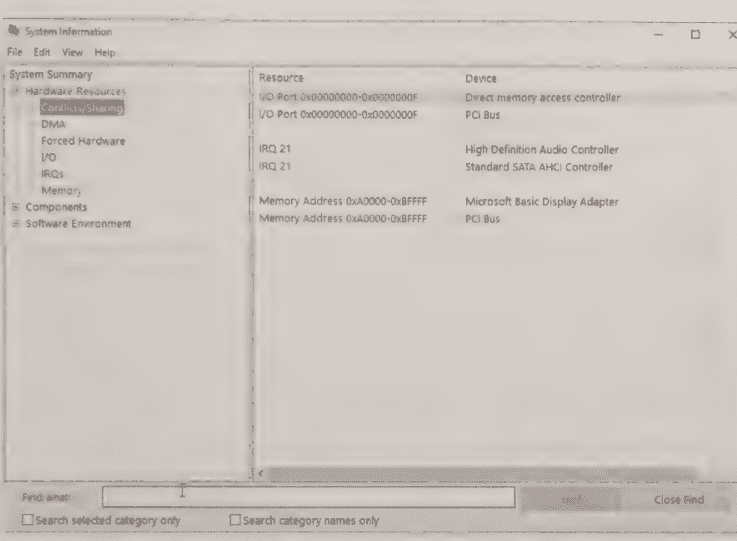 System Information
File Edit View Help
System Summary
Hardware Resources
Conflicts/Sharing
DMA
Forced Hardware
I/O
IRQs
Memory
Components
Software Environment
Resource Device
I/O Port 0x00000000-0x0000000F Direct memory access controller
I/O Port 0x00000000-0x0000000F PCI Bus
IRQ 21 High Definition Audio Controller
IRQ 21 Standard SATA AHCI Controller
Memory Address 0xA0000-0xBFFFF Microsoft Basic Display Adapter
Memory Address 0xA0000-0xBFFFF PCI Bus
Find what:
Find Close Find
Search selected category only Search category names only